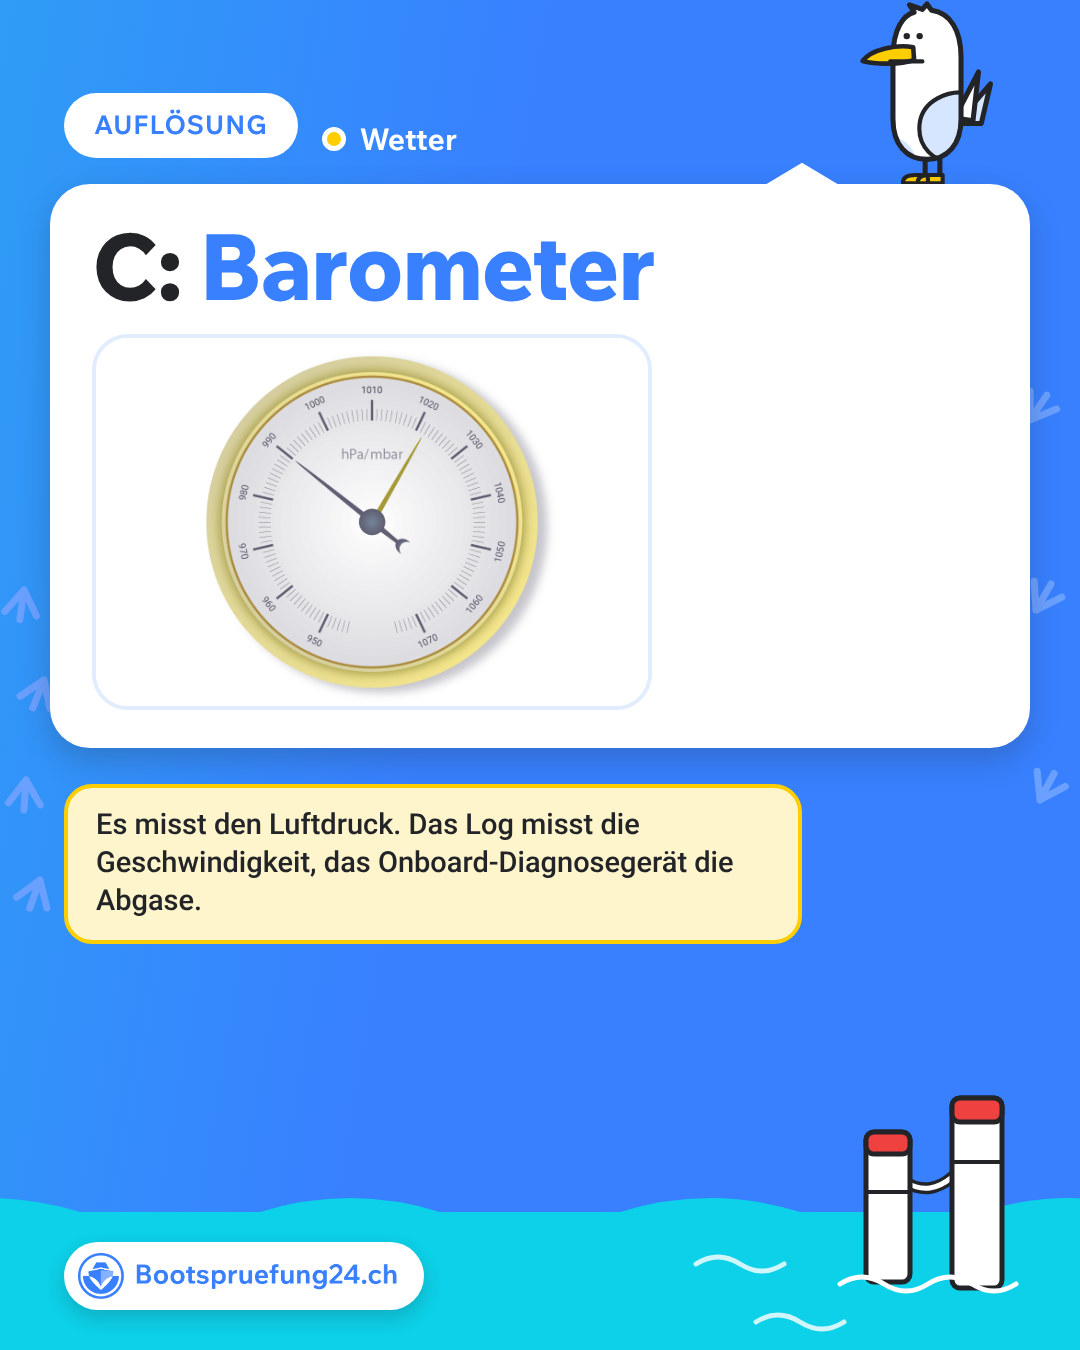 AUFLÖSUNG
Wetter
C: Barometer
1010
1000
1020
990
1030
hPa/mbar
980
1040
970
1050
960
1060
950
1070
Es misst den Luftdruck. Das Log misst die
Geschwindigkeit, das Onboard-Diagnosegerät die
Abgase.
Bootspruefung24.ch